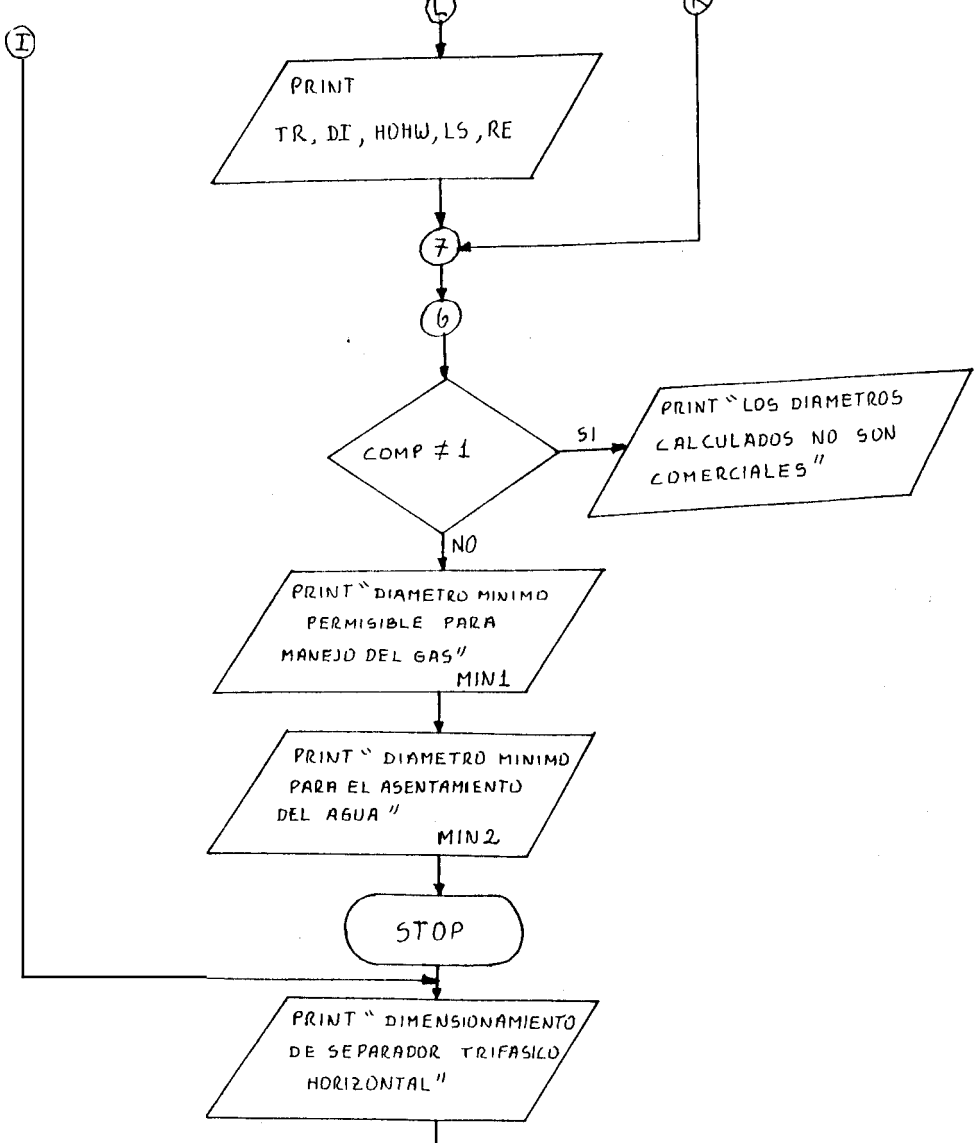 L
I
PRINT
TR, DI, HOHW, LS, RE
7
6
COMP ≠ 1
SI
PRINT "LOS DIAMETROS
CALCULADOS NO SON
COMERCIALES"
NO
PRINT "DIAMETRO MINIMO
PERMISIBLE PARA
MANEJO DEL GAS"
MIN1
PRINT "DIAMETRO MINIMO
PARA EL ASENTAMIENTO
DEL AGUA"
MIN2
STOP
PRINT "DIMENSIONAMIENTO
DE SEPARADOR TRIFASICO
HORIZONTAL"